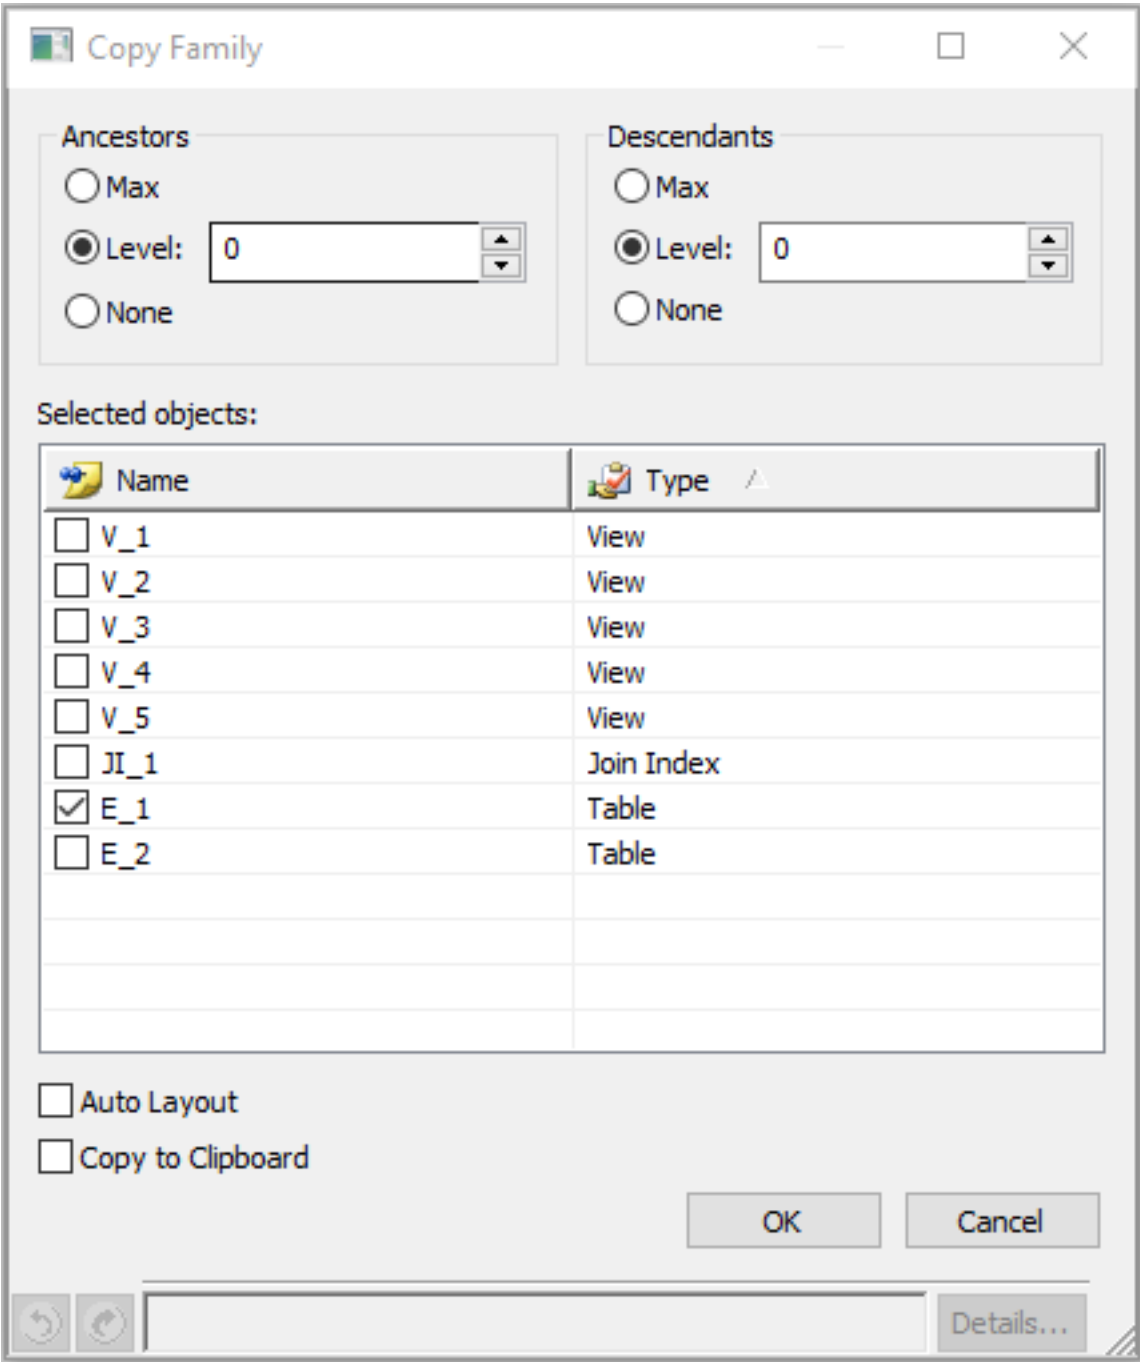 Copy Family
Ancestors
Max
Level: 0
None
Descendants
Max
Level: 0
None
Selected objects:
Name Type
V_1 View
V_2 View
V_3 View
V_4 View
V_5 View
JI_1 Join Index
E_1 Table
E_2 Table
Auto Layout
Copy to Clipboard
OK Cancel
Details...